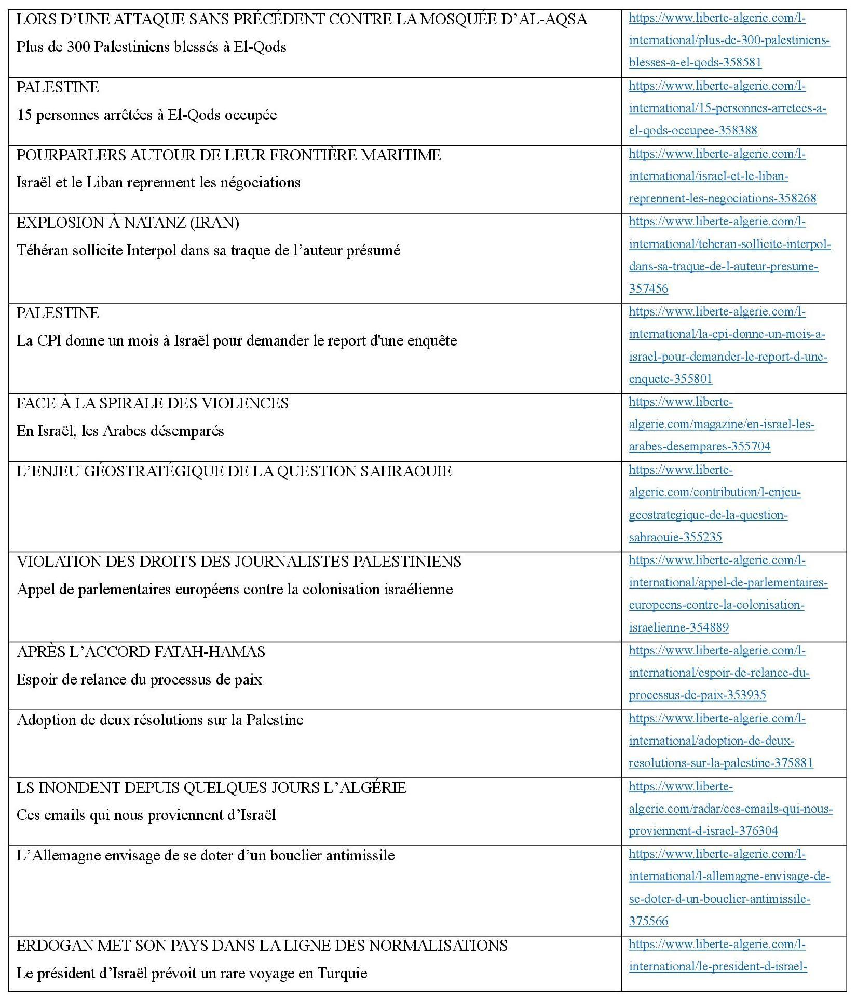 LORS D’UNE ATTAQUE SANS PRÉCÉDENT CONTRE LA MOSQUÉE D’AL-AQSA
Plus de 300 Palestiniens blessés à El-Qods
https://www.liberte-algerie.com/l-
international/plus-de-300-palestiniens-
blesses-a-el-qods-358581
PALESTINE
15 personnes arrêtées à El-Qods occupée
https://www.liberte-algerie.com/l-
international/15-personnes-arretees-a-
el-qods-occupee-358388
POURPARLERS AUTOUR DE LEUR FRONTIÈRE MARITIME
Israël et le Liban reprennent les négociations
https://www.liberte-algerie.com/l-
international/israel-et-le-liban-
reprennent-les-negociations-358268
EXPLOSION À NATANZ (IRAN)
Téhéran sollicite Interpol dans sa traque de l’auteur présumé
https://www.liberte-algerie.com/l-
international/teheran-sollicite-interpol-
dans-sa-traque-de-l-auteur-presume-
357456
PALESTINE
La CPI donne un mois à Israël pour demander le report d'une enquête
https://www.liberte-algerie.com/l-
international/la-cpi-donne-un-mois-a-
israel-pour-demander-le-report-d-une-
enquete-355801
FACE À LA SPIRALE DES VIOLENCES
En Israël, les Arabes désemparés
https://www.liberte-
algerie.com/magazine/en-israel-les-
arabes-desempares-355704
L’ENJEU GÉOSTRATÉGIQUE DE LA QUESTION SAHRAOUIE
https://www.liberte-
algerie.com/contribution/l-enjeu-
geostrategique-de-la-question-
sahraouie-355235
VIOLATION DES DROITS DES JOURNALISTES PALESTINIENS
Appel de parlementaires européens contre la colonisation israélienne
https://www.liberte-algerie.com/l-
international/appel-de-parlementaires-
europeens-contre-la-colonisation-
israelienne-354889
APRÈS L’ACCORD FATAH-HAMAS
Espoir de relance du processus de paix
https://www.liberte-algerie.com/l-
international/espoir-de-relance-du-
processus-de-paix-353935
Adoption de deux résolutions sur la Palestine
https://www.liberte-algerie.com/l-
international/adoption-de-deux-
resolutions-sur-la-palestine-375881
LS INONDENT DEPUIS QUELQUES JOURS L’ALGÉRIE
Ces emails qui nous proviennent d’Israël
https://www.liberte-
algerie.com/radar/ces-emails-qui-nous-
proviennent-d-israel-376304
L’Allemagne envisage de se doter d’un bouclier antimissile
https://www.liberte-algerie.com/l-
international/l-allemagne-envisage-de-
se-doter-d-un-bouclier-antimissile-
375566
ERDOGAN MET SON PAYS DANS LA LIGNE DES NORMALISATIONS
Le président d’Israël prévoit un rare voyage en Turquie
https://www.liberte-algerie.com/l-
international/le-president-d-israel-